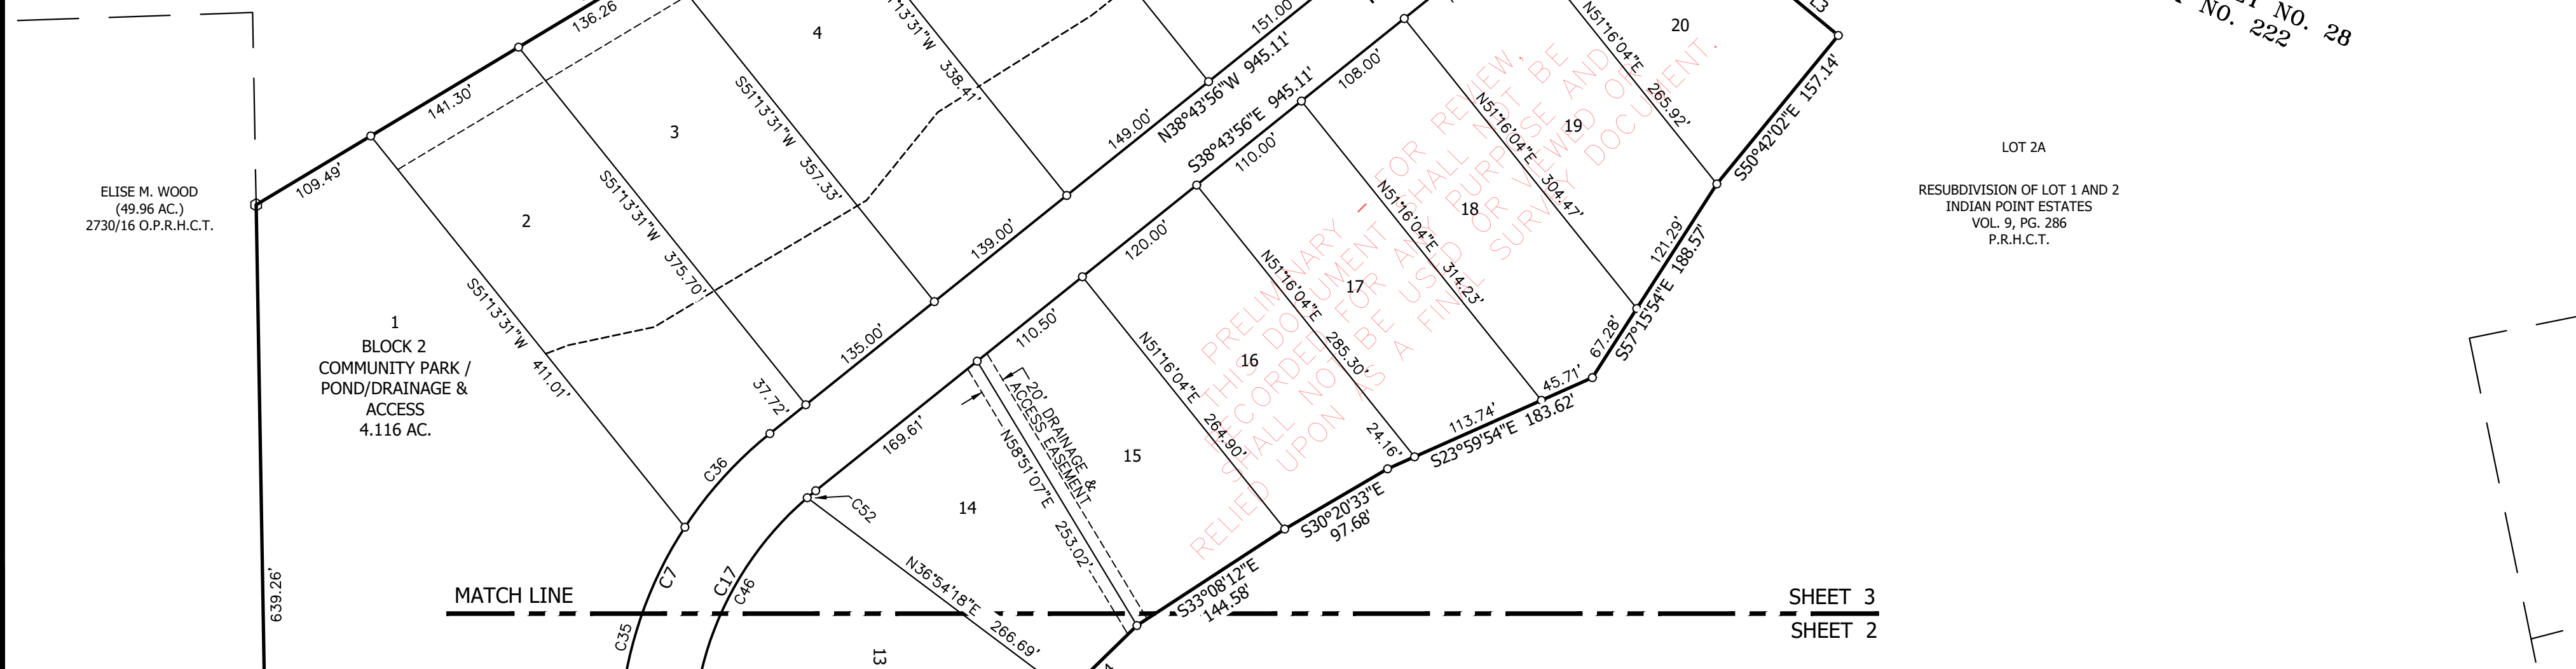 136.26
141.30'
109.49'
ELISE M. WOOD
(49.96 AC.)
2730/16 O.P.R.H.C.T.
639.26'
1
BLOCK 2
COMMUNITY PARK /
POND/DRAINAGE &
ACCESS
4.116 AC.
2
S51°13'31"W 411.01'
3
S51°13'31"W 375.70'
4
S51°13'31"W 357.33'
13'31"W 338.41'
37.72'
135.00'
139.00'
149.00'
151.00'
N38°43'56"W 945.11'
S38°43'56"E 945.11'
108.00'
110.00'
120.00'
110.50'
169.61'
C36
C7
C35
C17
C46
C52
13
N36°54'18"E 266.69'
14
N58°51'07"E 253.02'
20' DRAINAGE &
ACCESS EASEMENT
15
N51°16'04"E 264.90'
16
N51°16'04"E 285.30'
17
N51°16'04"E 314.23'
18
N51°16'04"E 304.47'
19
N51°16'04"E 265.92'
20
L3
S50°42'02"E 157.14'
121.29'
S57°15'54"E 188.57'
67.28'
45.71'
113.74'
S23°59'54"E 183.62'
24.16'
S30°20'33"E
97.68'
S33°08'12"E
144.58'
PRELIMINARY - FOR REVIEW,
THIS DOCUMENT SHALL NOT BE
RECORDED FOR ANY PURPOSE AND
SHALL NOT BE USED OR VIEWED OR
RELIED UPON AS A FINAL SURVEY DOCUMENT.
LOT 2A
RESUBDIVISION OF LOT 1 AND 2
INDIAN POINT ESTATES
VOL. 9, PG. 286
P.R.H.C.T.
NO. 28
NO. 222
MATCH LINE
SHEET 3
SHEET 2